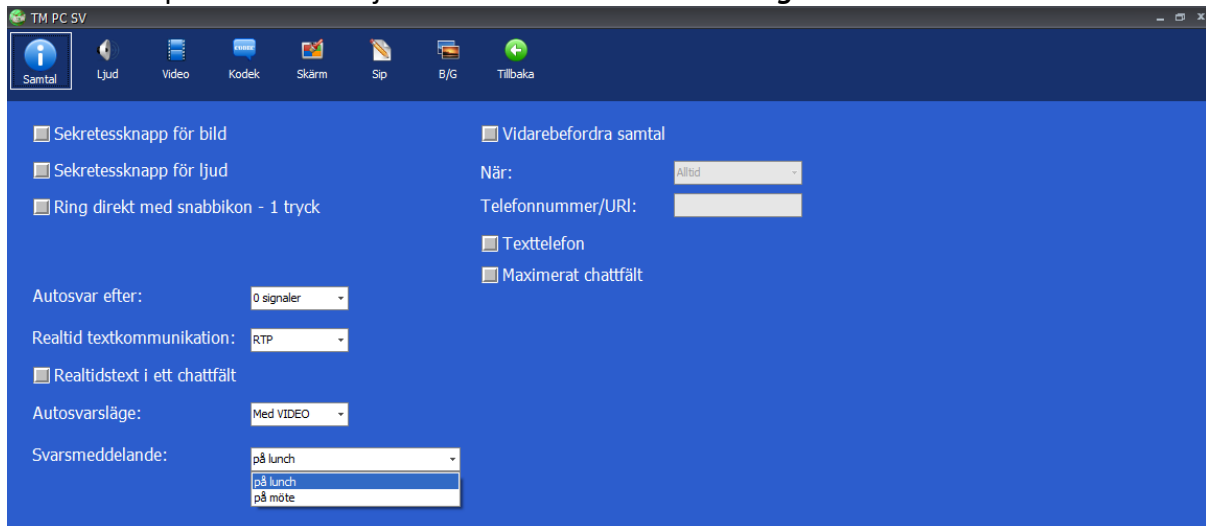 TM PC SV
Samtal Ljud Video Kodek Skärm Sip B/G Tillbaka
Sekretessknapp för bild
Sekretessknapp för ljud
Ring direkt med snabbikon - 1 tryck
Autosvar efter: 0 signaler
Realtid textkommunikation: RTP
Realtidstext i ett chattfält
Autosvarsläge: Med VIDEO
Svarsmeddelande: på lunch
på lunch
på möte
Vidarebefordra samtal
När: Alltid
Telefonnummer/URl:
Texttelefon
Maximerat chattfält